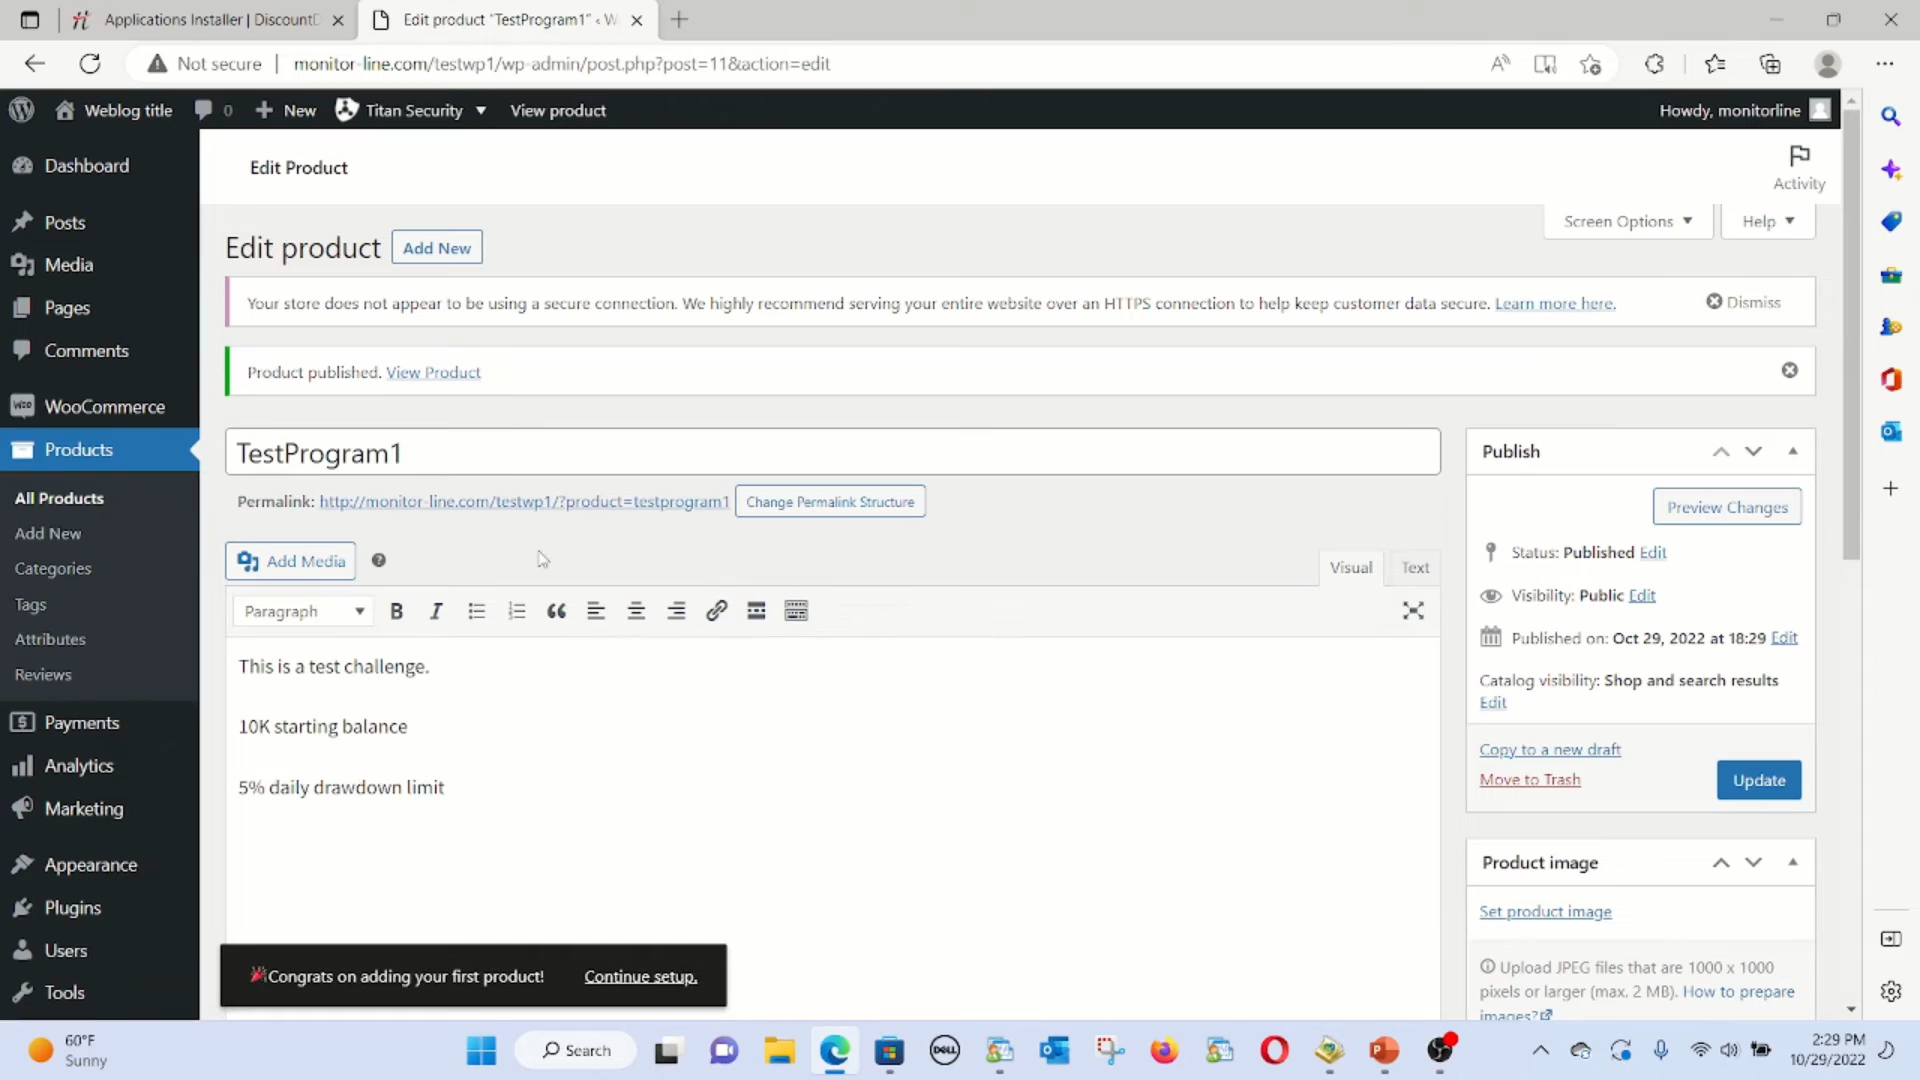 Applications Installer | DiscountD
Edit product "TestProgram1" ‹ W
Not secure
monitor-line.com/testwp1/wp-admin/post.php?post=11&action=edit
Weblog title
0
New
Titan Security
View product
Howdy, monitorline
Dashboard
Posts
Media
Pages
Comments
WooCommerce
Products
All Products
Add New
Categories
Tags
Attributes
Reviews
Payments
Analytics
Marketing
Appearance
Plugins
Users
Tools
Edit Product
Activity
Screen Options
Help
Edit product
Add New
Your store does not appear to be using a secure connection. We highly recommend serving your entire website over an HTTPS connection to help keep customer data secure. Learn more here.
Dismiss
Product published. View Product
TestProgram1
Permalink: http://monitor-line.com/testwp1/?product=testprogram1
Change Permalink Structure
Add Media
Visual
Text
Paragraph
This is a test challenge.
10K starting balance
5% daily drawdown limit
Publish
Preview Changes
Status: Published Edit
Visibility: Public Edit
Published on: Oct 29, 2022 at 18:29 Edit
Catalog visibility: Shop and search results
Edit
Copy to a new draft
Move to Trash
Update
Product image
Set product image
Upload JPEG files that are 1000 x 1000
pixels or larger (max. 2 MB). How to prepare
images?
Congrats on adding your first product!
Continue setup.
60°F
Sunny
Search
DELL
2:29 PM
10/29/2022